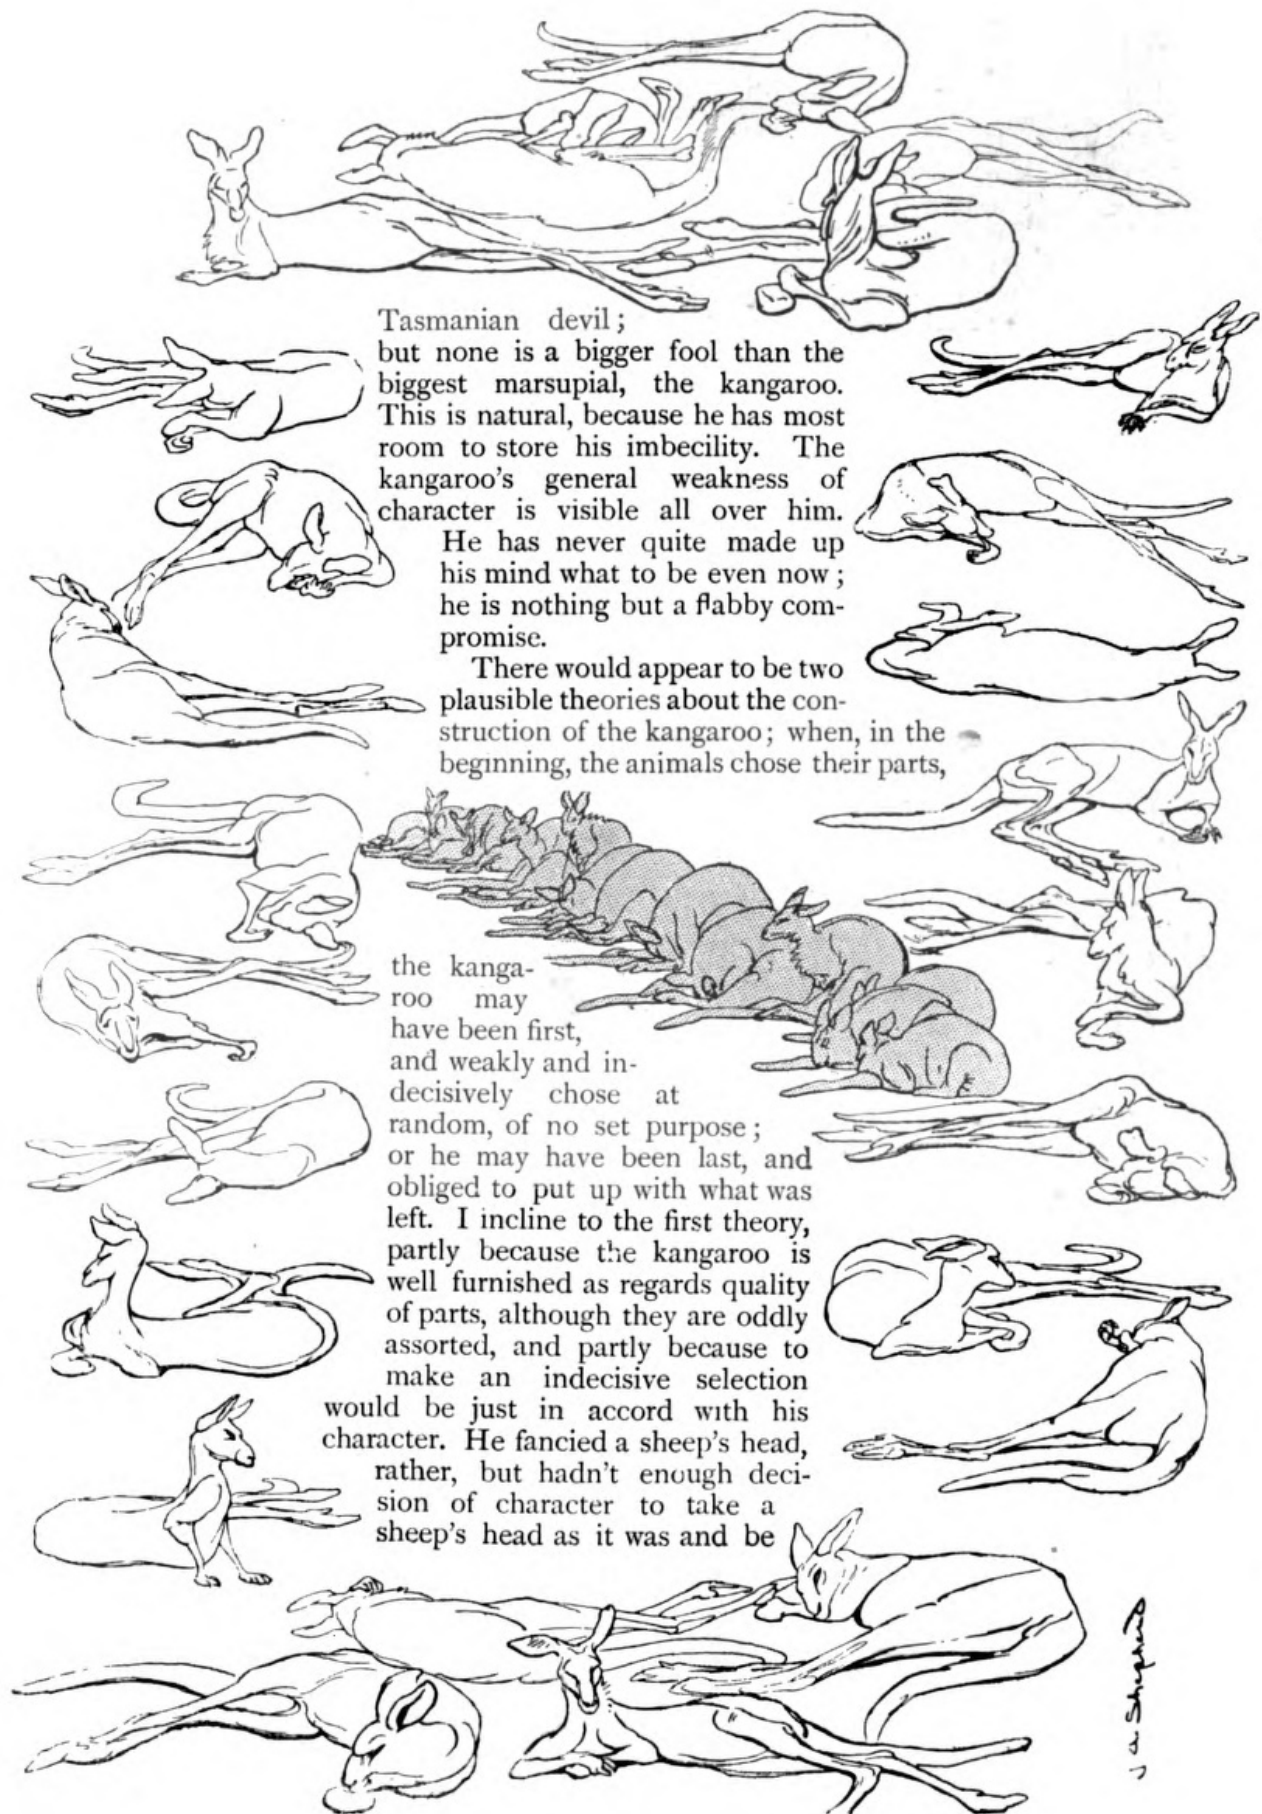 Tasmanian devil;
but none is a bigger fool than the
biggest marsupial, the kangaroo.
This is natural, because he has most
room to store his imbecility. The
kangaroo's general weakness of
character is visible all over him.
He has never quite made up
his mind what to be even now;
he is nothing but a flabby com-
promise.
There would appear to be two
plausible theories about the con-
struction of the kangaroo; when, in the
beginning, the animals chose their parts,
the kanga-
roo may
have been first,
and weakly and in-
decisively chose at
random, of no set purpose;
or he may have been last, and
obliged to put up with what was
left. I incline to the first theory,
partly because the kangaroo is
well furnished as regards quality
of parts, although they are oddly
assorted, and partly because to
make an indecisive selection
would be just in accord with his
character. He fancied a sheep's head,
rather, but hadn't enough deci-
sion of character to take a
sheep's head as it was and be
J A Shepherd